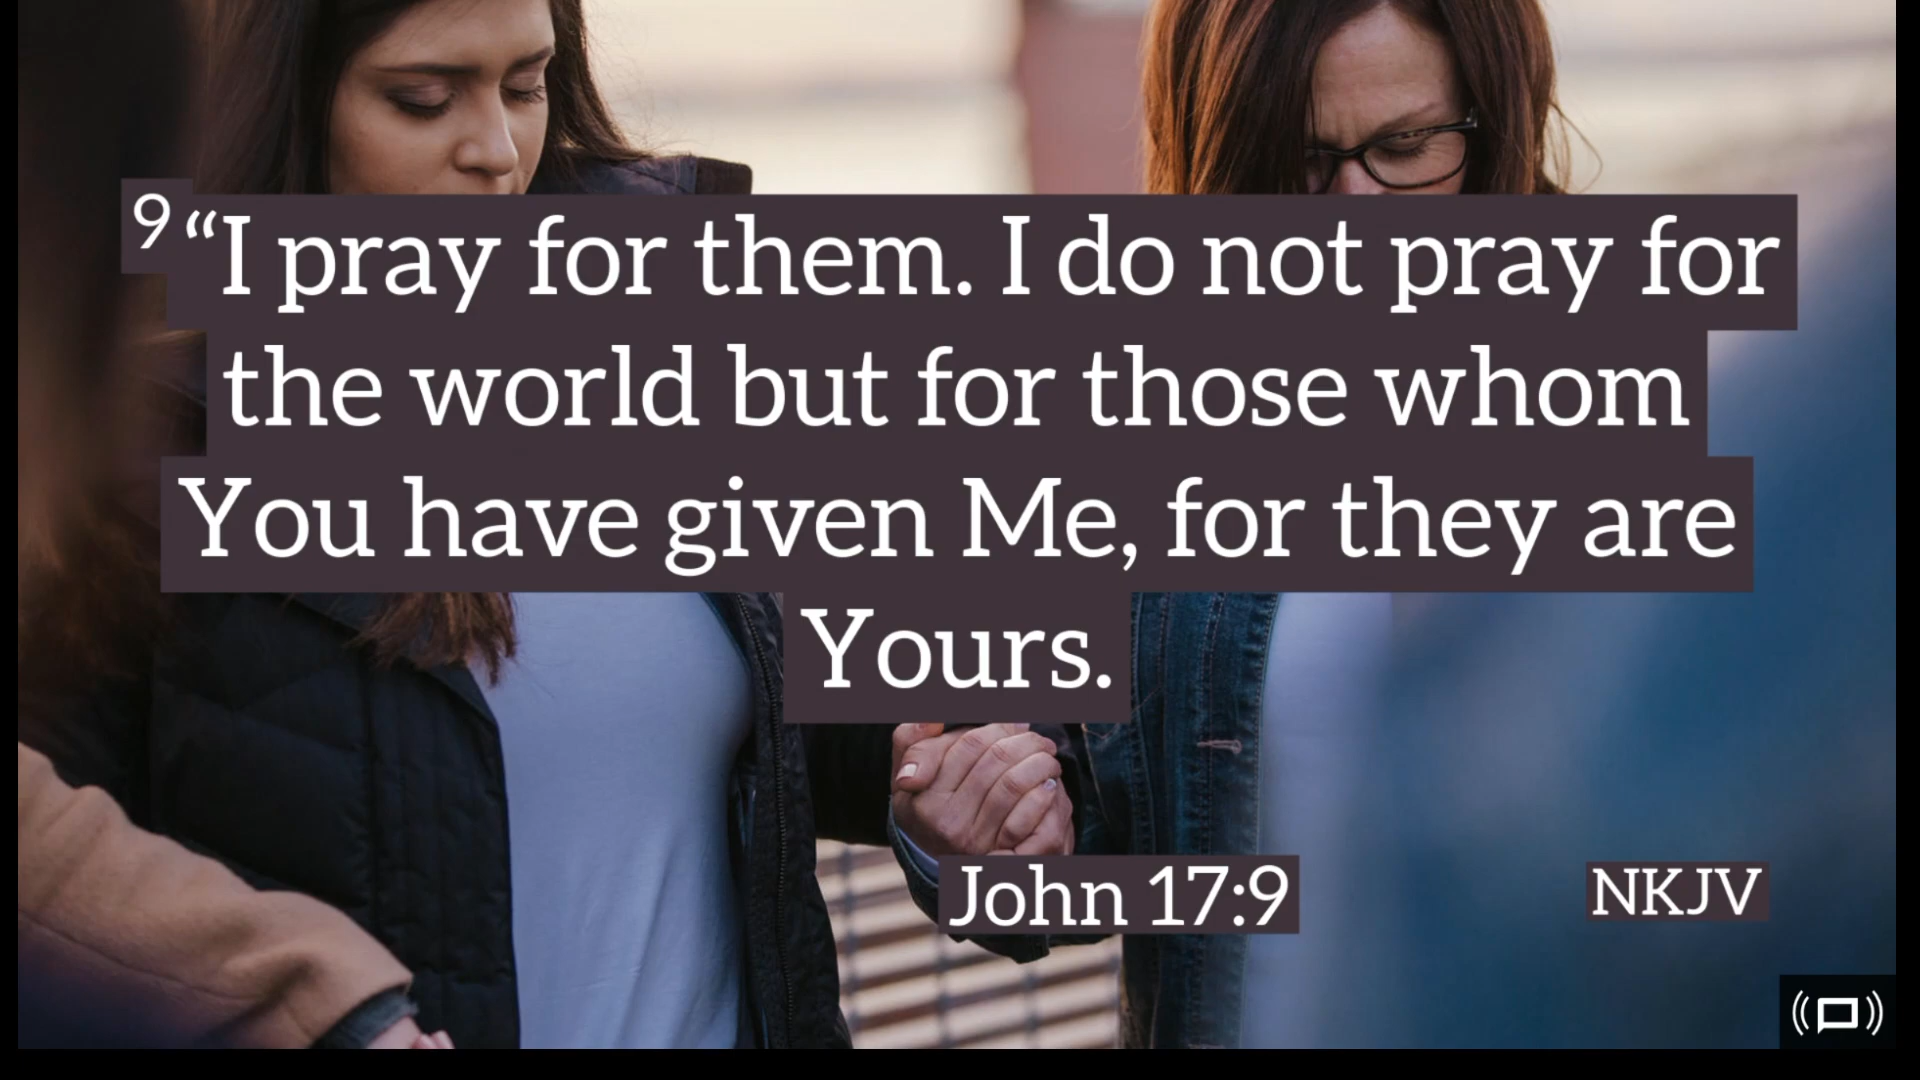 9 “I pray for them. I do not pray for
the world but for those whom
You have given Me, for they are
Yours.
John 17:9
NKJV